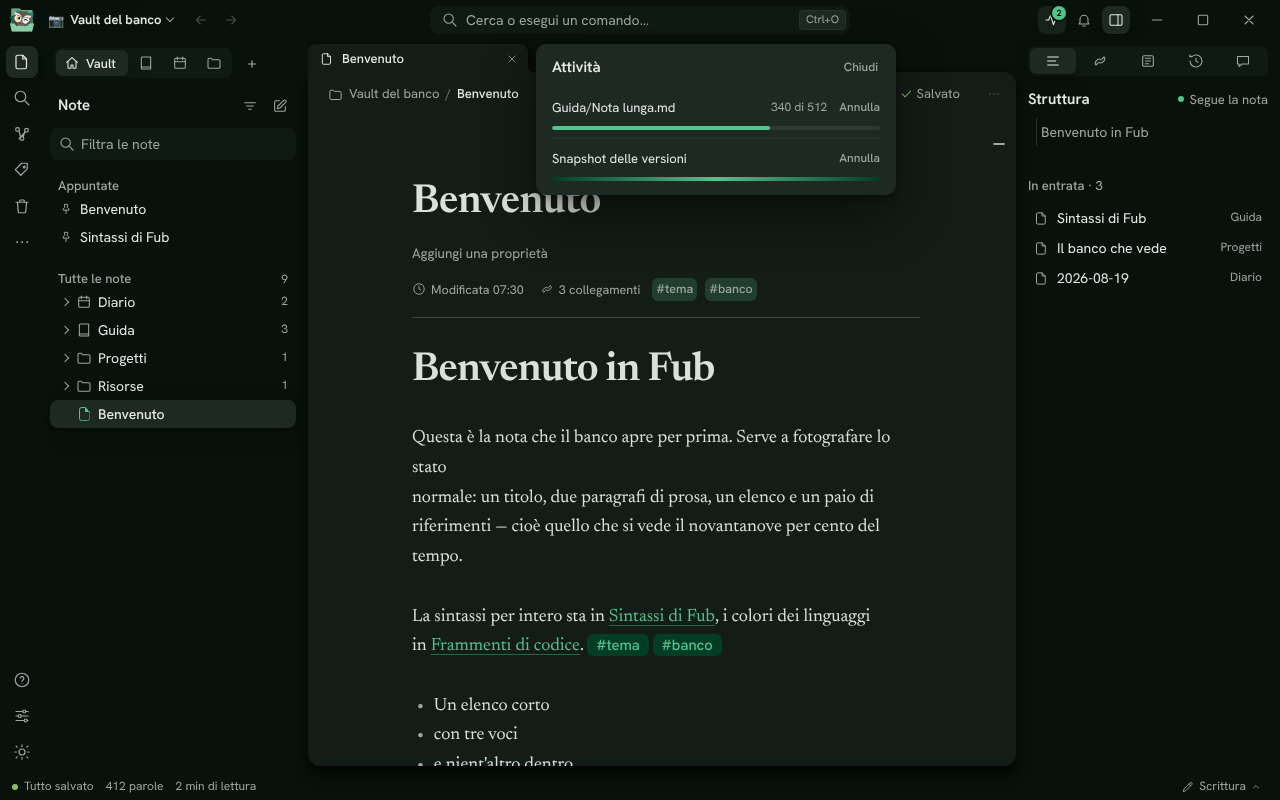 Vault del banco
Cerca o esegui un comando…
Ctrl+O
2
Vault
Note
Filtra le note
Appuntate
Benvenuto
Sintassi di Fub
Tutte le note 9
Diario 2
Guida 3
Progetti 1
Risorse 1
Benvenuto
Benvenuto
Vault del banco / Benvenuto
Salvato
Attività
Chiudi
Guida/Nota lunga.md 340 di 512 Annulla
Snapshot delle versioni Annulla
Benvenuto
Aggiungi una proprietà
Modificata 07:30 3 collegamenti #tema #banco
Benvenuto in Fub
Questa è la nota che il banco apre per prima. Serve a fotografare lo
stato
normale: un titolo, due paragrafi di prosa, un elenco e un paio di
riferimenti — cioè quello che si vede il novantanove per cento del
tempo.
La sintassi per intero sta in Sintassi di Fub, i colori dei linguaggi
in Frammenti di codice. #tema #banco
• Un elenco corto
• con tre voci
• e nient'altro dentro
Struttura
Segue la nota
Benvenuto in Fub
In entrata · 3
Sintassi di Fub Guida
Il banco che vede Progetti
2026-08-19 Diario
Tutto salvato 412 parole 2 min di lettura
Scrittura